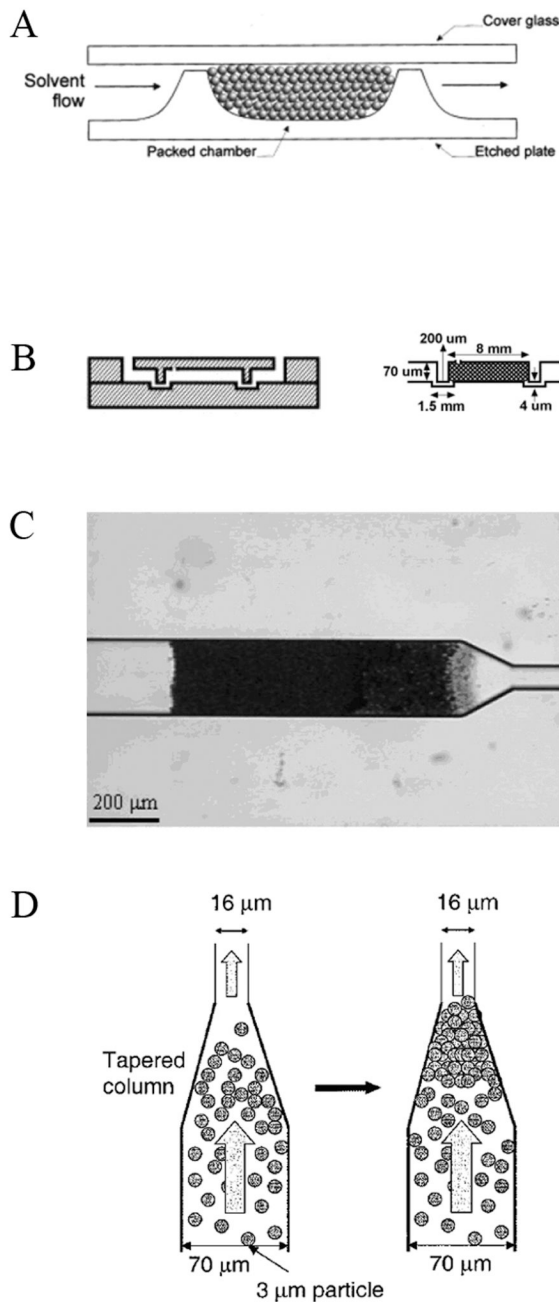 A
Cover glass
Solvent
flow
Packed chamber
Etched plate
B
200 um
8 mm
70 um
1.5 mm
4 um
C
200 μm
D
16 μm
16 μm
Tapered
column
70 μm
70 μm
3 μm particle